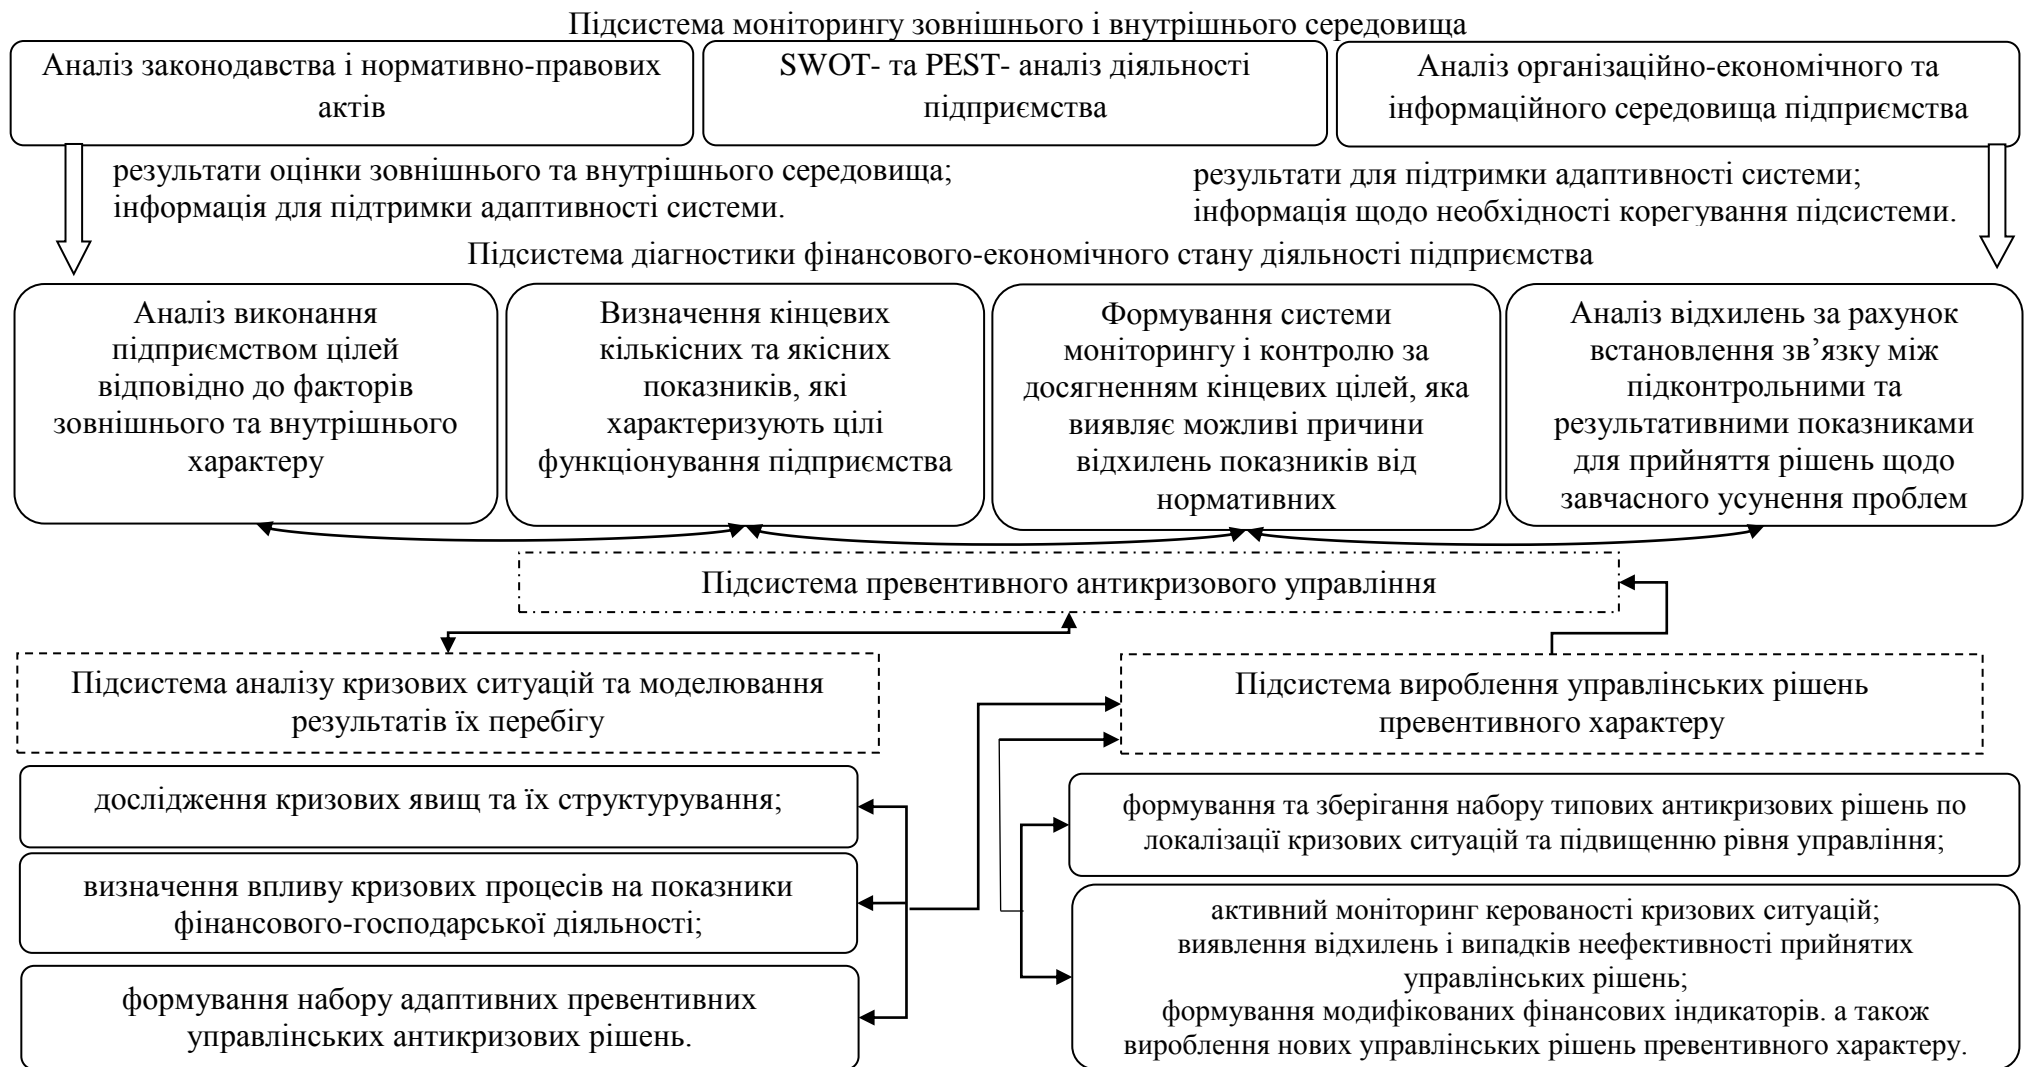 Підсистема моніторингу зовнішнього і внутрішнього середовища
Аналіз законодавства і нормативно-правових
актів
SWOT- та PEST- аналіз діяльності
підприємства
Аналіз організаційно-економічного та
інформаційного середовища підприємства
результати оцінки зовнішнього та внутрішнього середовища;
інформація для підтримки адаптивності системи.
результати для підтримки адаптивності системи;
інформація щодо необхідності корегування підсистеми.
Підсистема діагностики фінансового-економічного стану діяльності підприємства
Аналіз виконання
підприємством цілей
відповідно до факторів
зовнішнього та внутрішнього
характеру
Визначення кінцевих
кількісних та якісних
показників, які
характеризують цілі
функціонування підприємства
Формування системи
моніторингу і контролю за
досягненням кінцевих цілей, яка
виявляє можливі причини
відхилень показників від
нормативних
Аналіз відхилень за рахунок
встановлення зв’язку між
підконтрольними та
результативними показниками
для прийняття рішень щодо
завчасного усунення проблем
Підсистема превентивного антикризового управління
Підсистема аналізу кризових ситуацій та моделювання
результатів їх перебігу
Підсистема вироблення управлінських рішень
превентивного характеру
дослідження кризових явищ та їх структурування;
визначення впливу кризових процесів на показники
фінансового-господарської діяльності;
формування набору адаптивних превентивних
управлінських антикризових рішень.
формування та зберігання набору типових антикризових рішень по
локалізації кризових ситуацій та підвищенню рівня управління;
активний моніторинг керованості кризових ситуацій;
виявлення відхилень і випадків неефективності прийнятих
управлінських рішень;
формування модифікованих фінансових індикаторів. а також
вироблення нових управлінських рішень превентивного характеру.